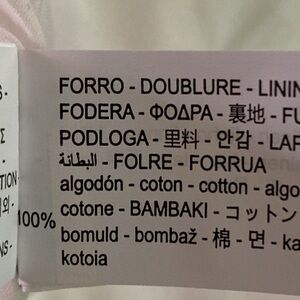 FORRO - DOUBLURE - LININ
FODERA - ΦΟΔΡΑ - 裏地 - FU
PODLOGA - 里料 - 안감 - LAP
البطانة - FOLRE - FORRUA
algodón - coton - cotton - algo
100% cotone - BAMBAKI - コットン
bomuld - bombaž - 棉 - 면 - ka
kotoia